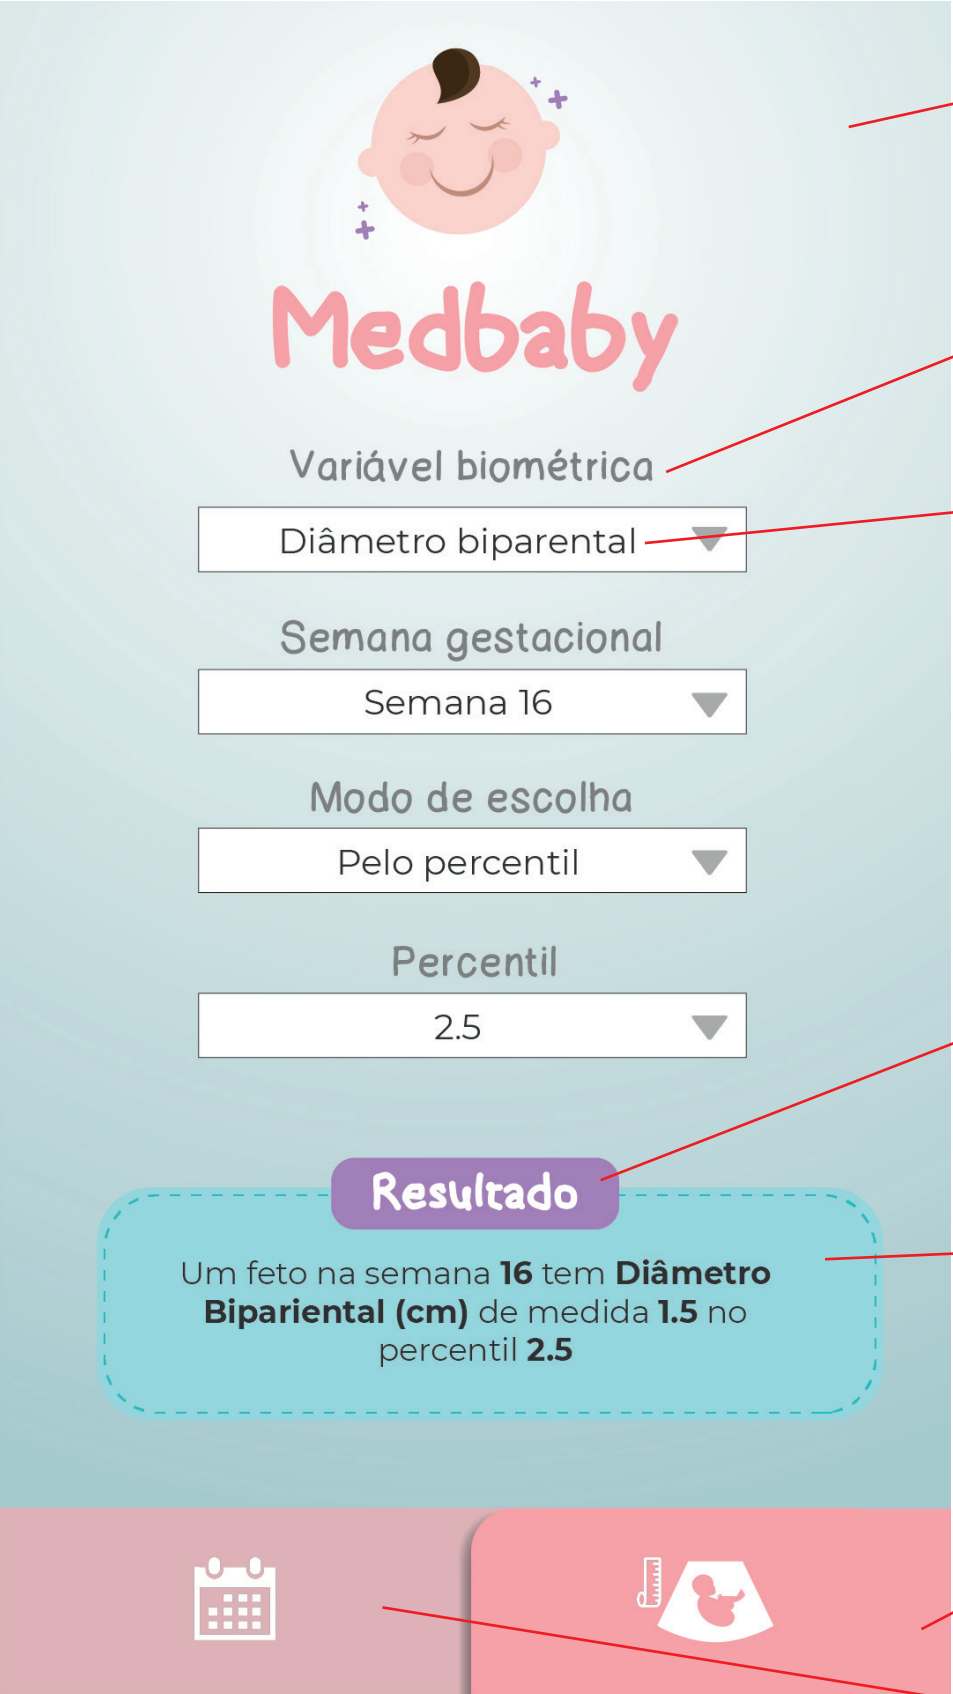 Medbaby
Variável biométrica
Diâmetro biparental
Semana gestacional
Semana 16
Modo de escolha
Pelo percentil
Percentil
2.5
Resultado
Um feto na semana 16 tem Diâmetro
Bipariental (cm) de medida 1.5 no
percentil 2.5